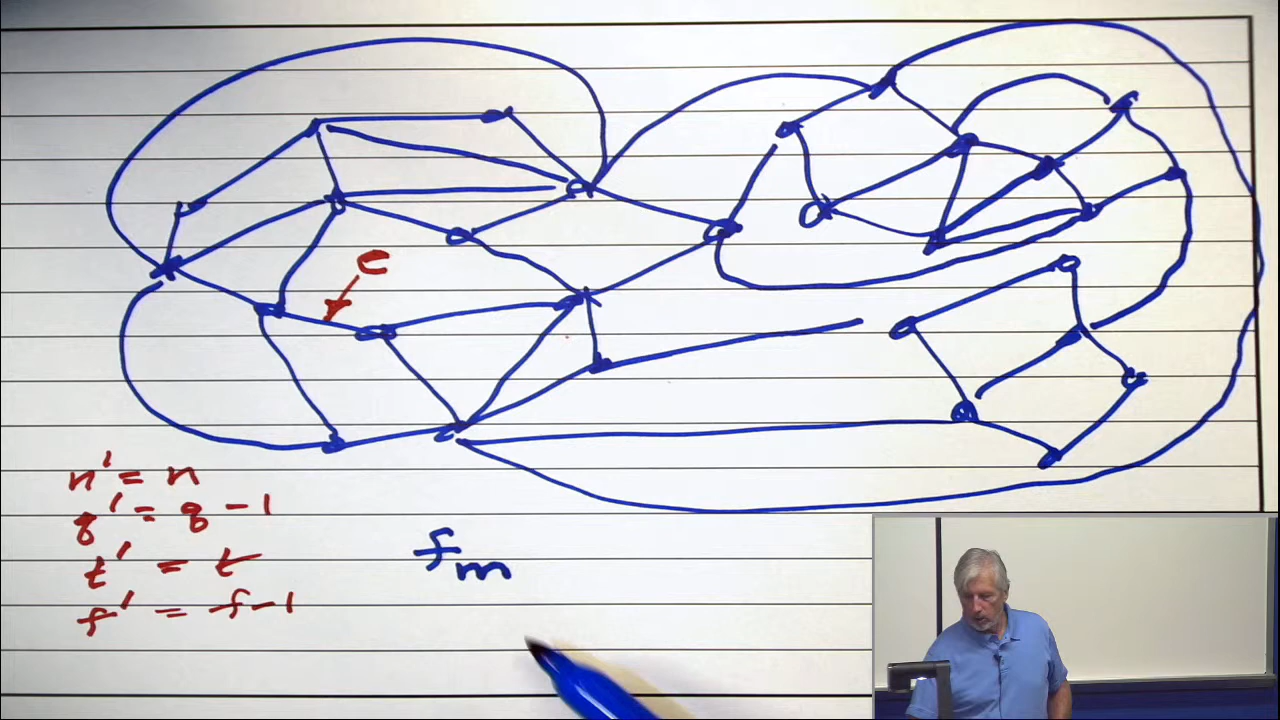 e
n' = n
q' = q - 1
t' = t
f' = f - 1
f_m